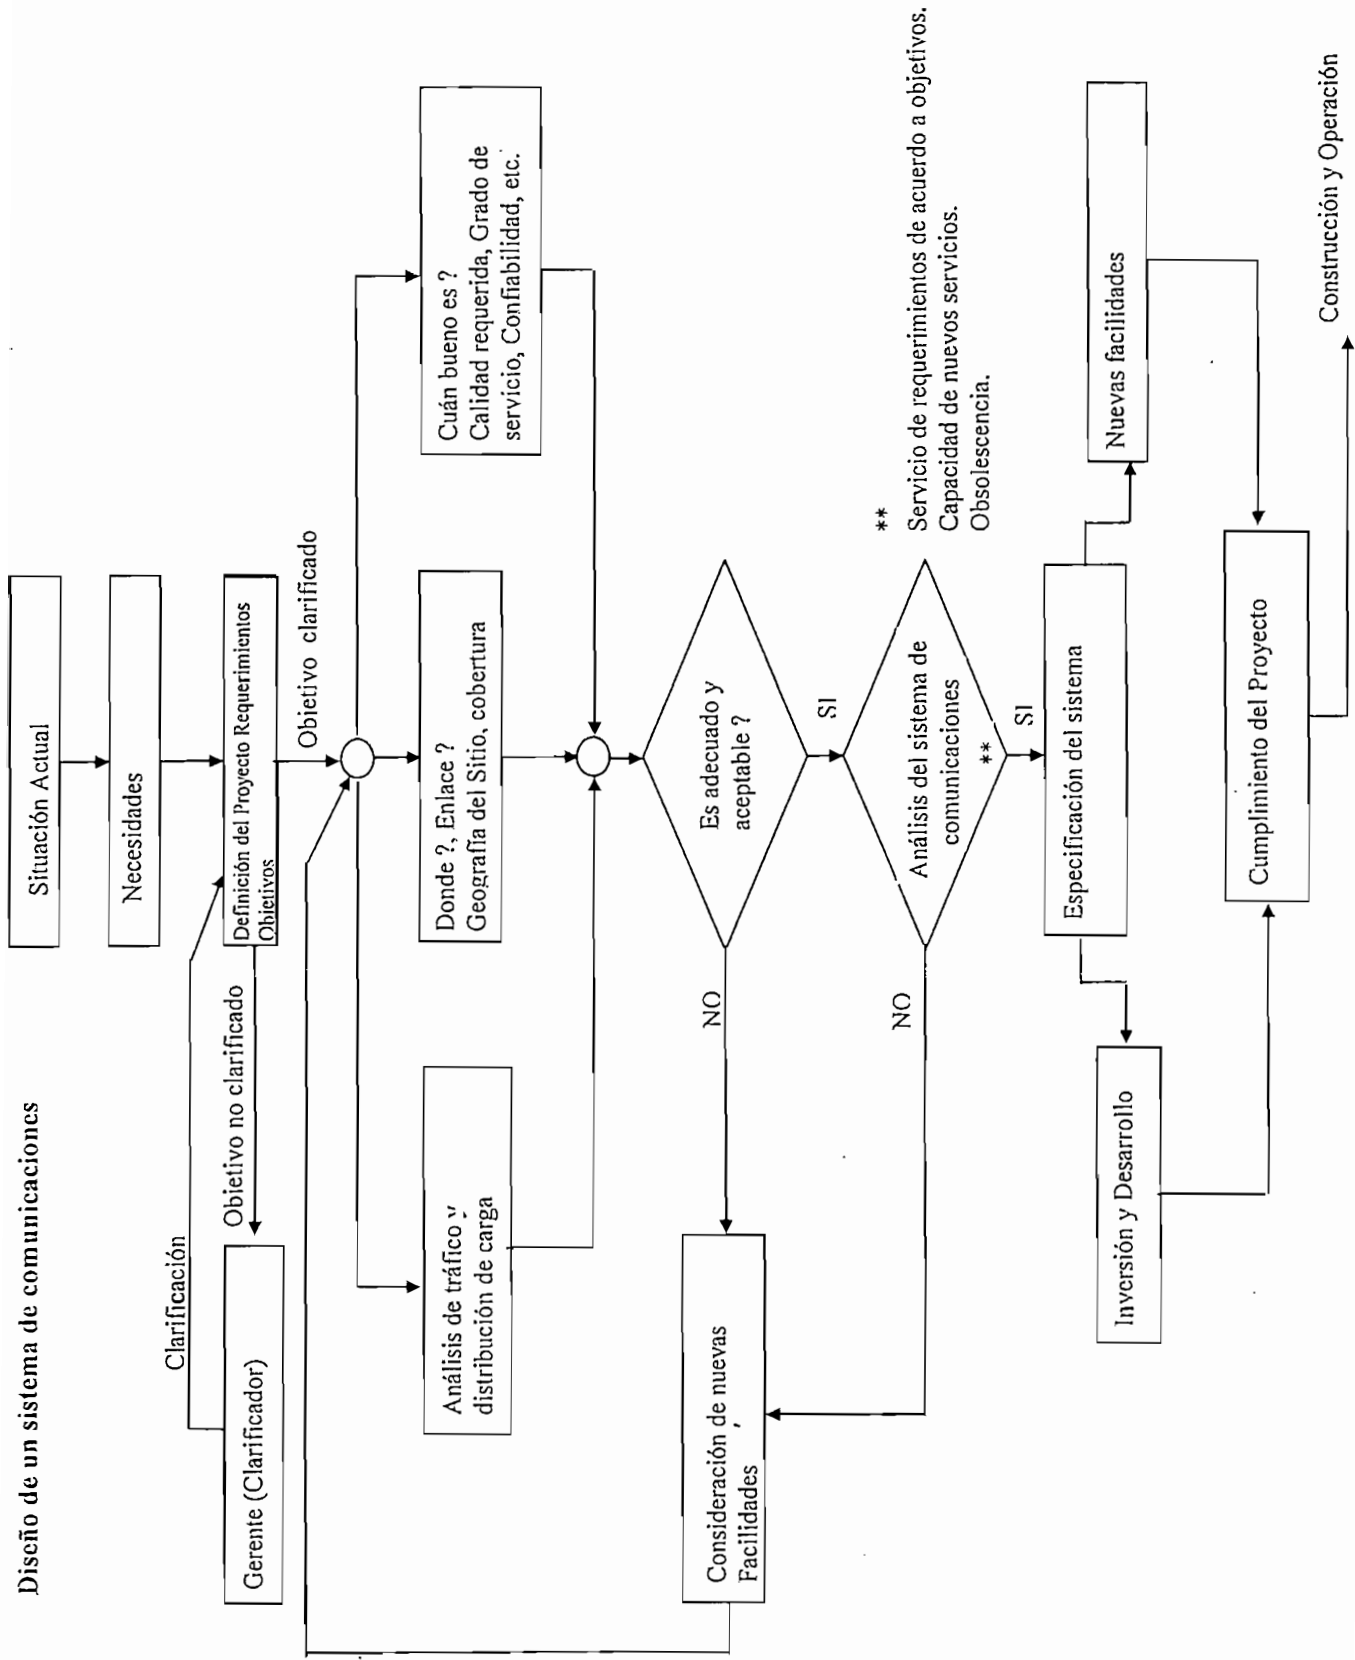 Diseño de un sistema de comunicaciones
Situación Actual
Necesidades
Clarificación
Definición del Proyecto Requerimientos
Objetivos
Gerente (Clarificador)
Objetivo no clarificado
Objetivo clarificado
Análisis de tráfico y
distribución de carga
Donde ?, Enlace ?
Geografía del Sitio, cobertura
Cuán bueno es ?
Calidad requerida, Grado de
servicio, Confiabilidad, etc.
Es adecuado y
aceptable ?
NO
SI
Consideración de nuevas
Facilidades
Análisis del sistema de
comunicaciones
**
NO
SI
**
Servicio de requerimientos de acuerdo a objetivos.
Capacidad de nuevos servicios.
Obsolescencia.
Especificación del sistema
Inversión y Desarrollo
Nuevas facilidades
Cumplimiento del Proyecto
Construcción y Operación